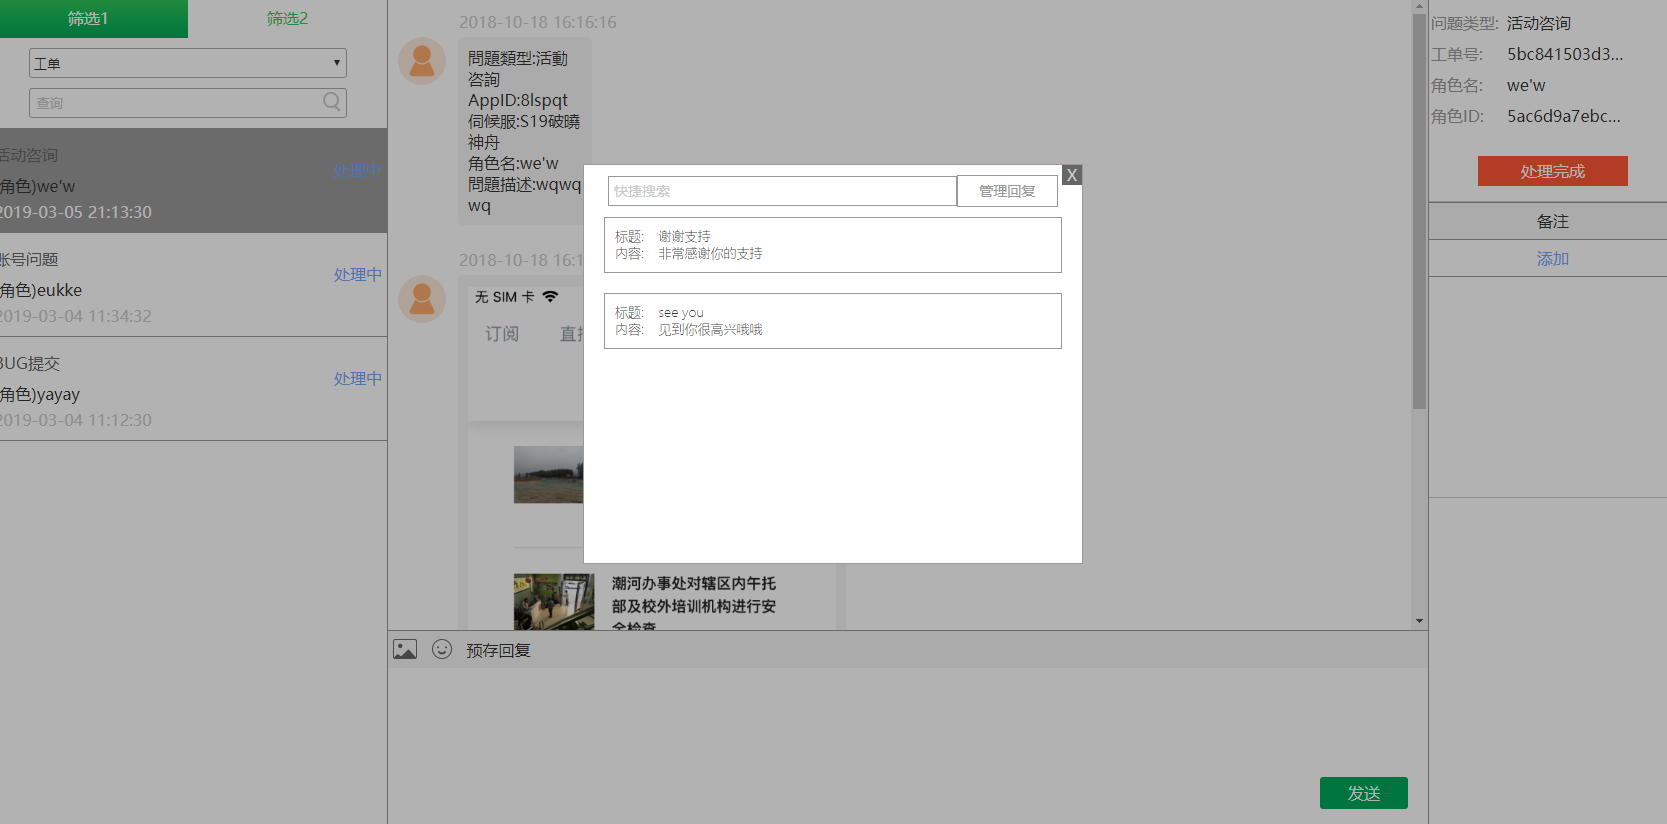 筛选1
筛选2
工单
查询
活动咨询
处理中
角色)we'w
2019-03-05 21:13:30
账号问题
处理中
角色)eukke
2019-03-04 11:34:32
BUG提交
处理中
角色)yayay
2019-03-04 11:12:30
2018-10-18 16:16:16
問題類型:活動
咨詢
AppID:8lspqt
伺候服:S19破曉
神舟
角色名:we'w
問題描述:wqwq
wq
2018-10-18 16:1
无 SIM 卡
订阅
直
潮河办事处对辖区内午托
部及校外培训机构进行安
全检查
快捷搜索
管理回复
X
标题: 谢谢支持
内容: 非常感谢你的支持
标题: see you
内容: 见到你很高兴哦哦
预存回复
发送
问题类型: 活动咨询
工单号: 5bc841503d3...
角色名: we'w
角色ID: 5ac6d9a7ebc...
处理完成
备注
添加